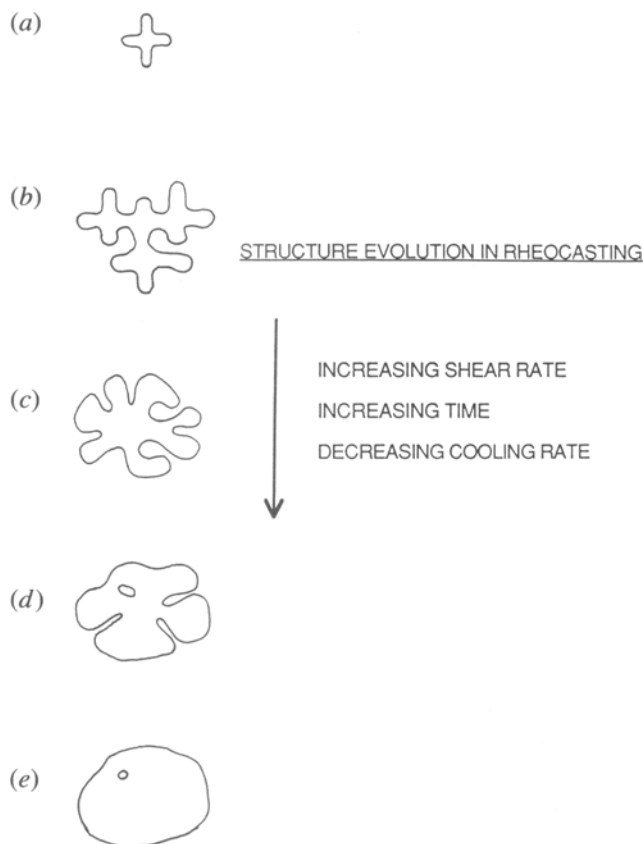 (a)
(b)
STRUCTURE EVOLUTION IN RHEOCASTING
INCREASING SHEAR RATE
(c)
INCREASING TIME
DECREASING COOLING RATE
(d)
(e)